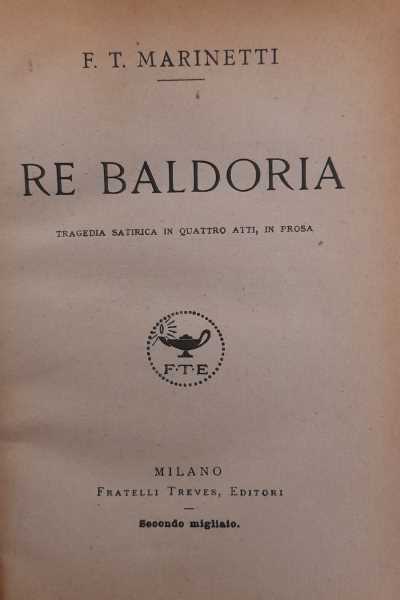 F. T. MARINETTI
RE BALDORIA
TRAGEDIA SATIRICA IN QUATTRO ATTI, IN PROSA
F·T·E
MILANO
FRATELLI TREVES, EDITORI
Secondo migliaio.